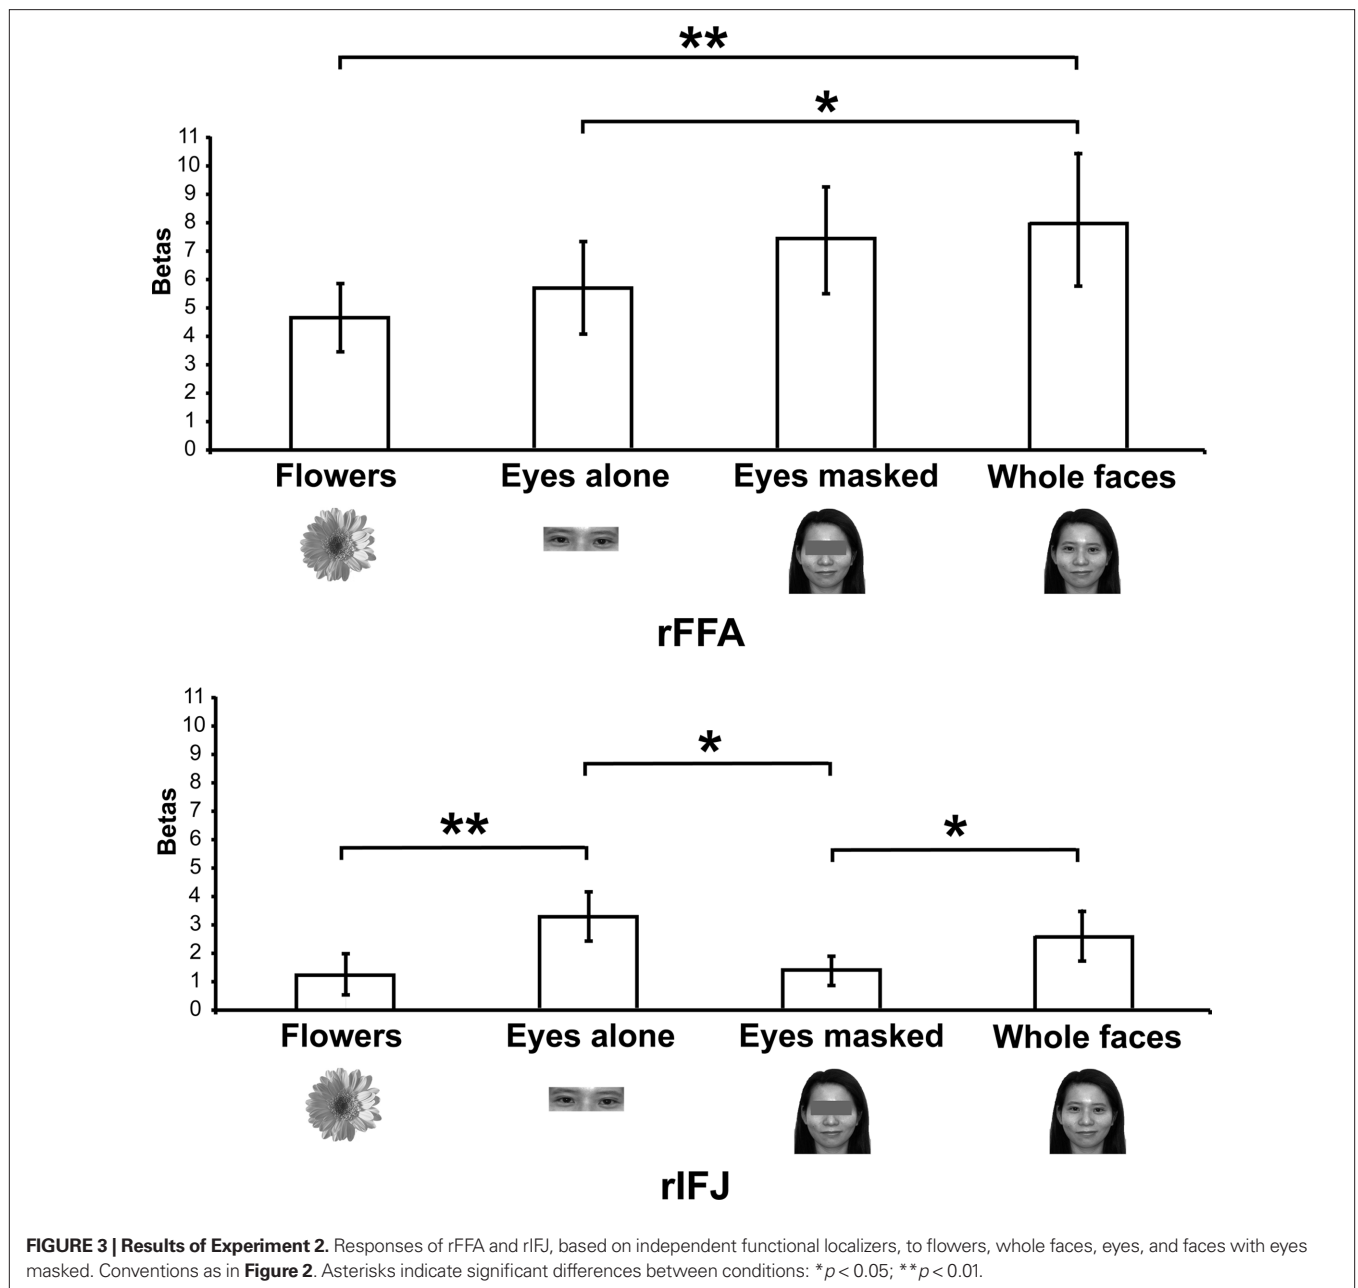 **
*
11
10
9
8
7
6
5
4
3
2
1
0
Betas
Flowers
Eyes alone
Eyes masked
Whole faces
rFFA
11
10
9
8
7
6
5
4
3
2
1
0
Betas
*
**
*
Flowers
Eyes alone
Eyes masked
Whole faces
rIFJ
FIGURE 3 | Results of Experiment 2. Responses of rFFA and rIFJ, based on independent functional localizers, to flowers, whole faces, eyes, and faces with eyes
masked. Conventions as in Figure 2. Asterisks indicate significant differences between conditions: *p < 0.05; **p < 0.01.